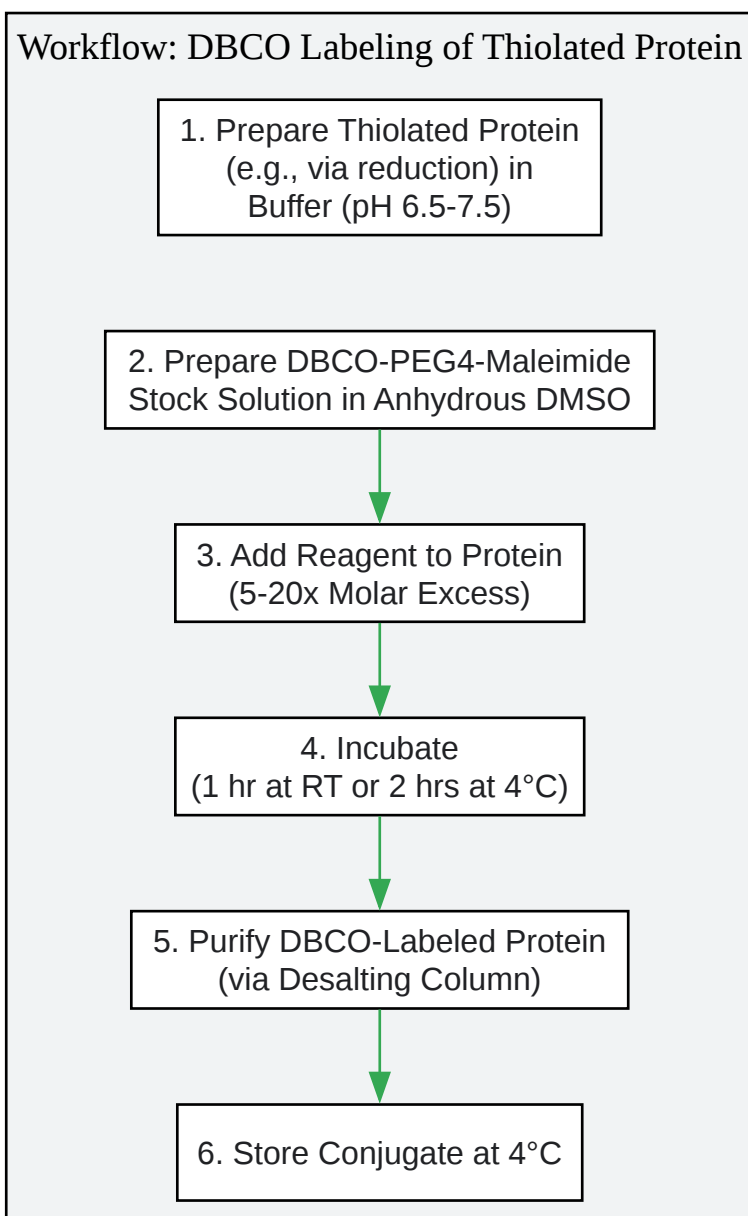 Workflow: DBCO Labeling of Thiolated Protein
1. Prepare Thiolated Protein
(e.g., via reduction) in
Buffer (pH 6.5-7.5)
2. Prepare DBCO-PEG4-Maleimide
Stock Solution in Anhydrous DMSO
3. Add Reagent to Protein
(5-20x Molar Excess)
4. Incubate
(1 hr at RT or 2 hrs at 4°C)
5. Purify DBCO-Labeled Protein
(via Desalting Column)
6. Store Conjugate at 4°C